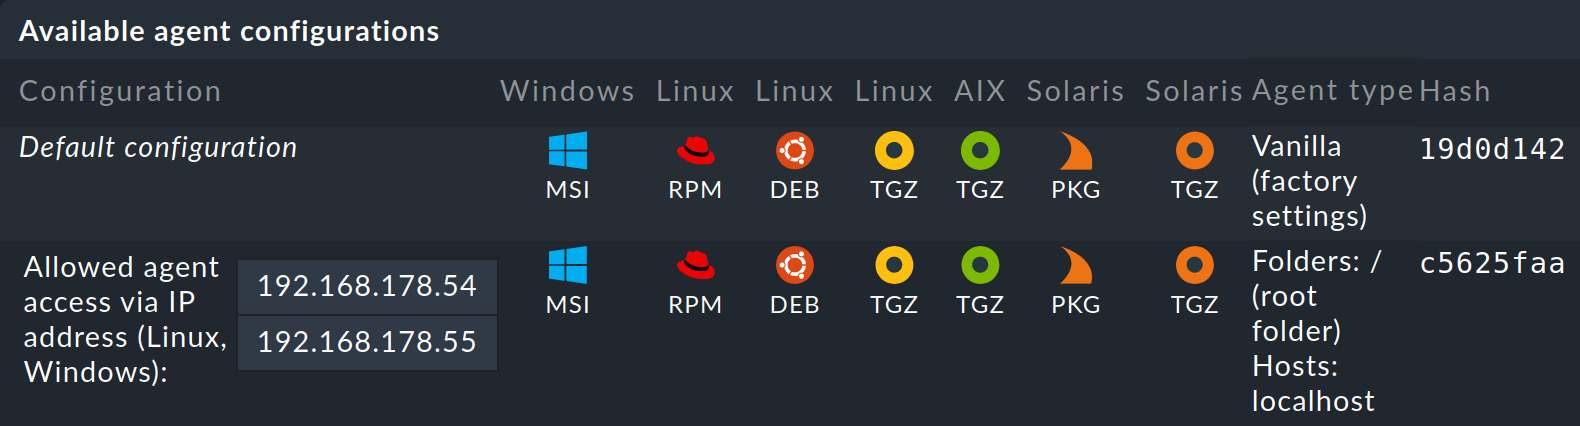 Available agent configurations
Configuration Windows Linux Linux Linux AIX Solaris Solaris Agent type Hash
Default configuration MSI RPM DEB TGZ TGZ PKG TGZ Vanilla (factory settings) 19d0d142
Allowed agent access via IP address (Linux, Windows): 192.168.178.54 192.168.178.55 MSI RPM DEB TGZ TGZ PKG TGZ Folders: / (root folder) Hosts: localhost c5625faa